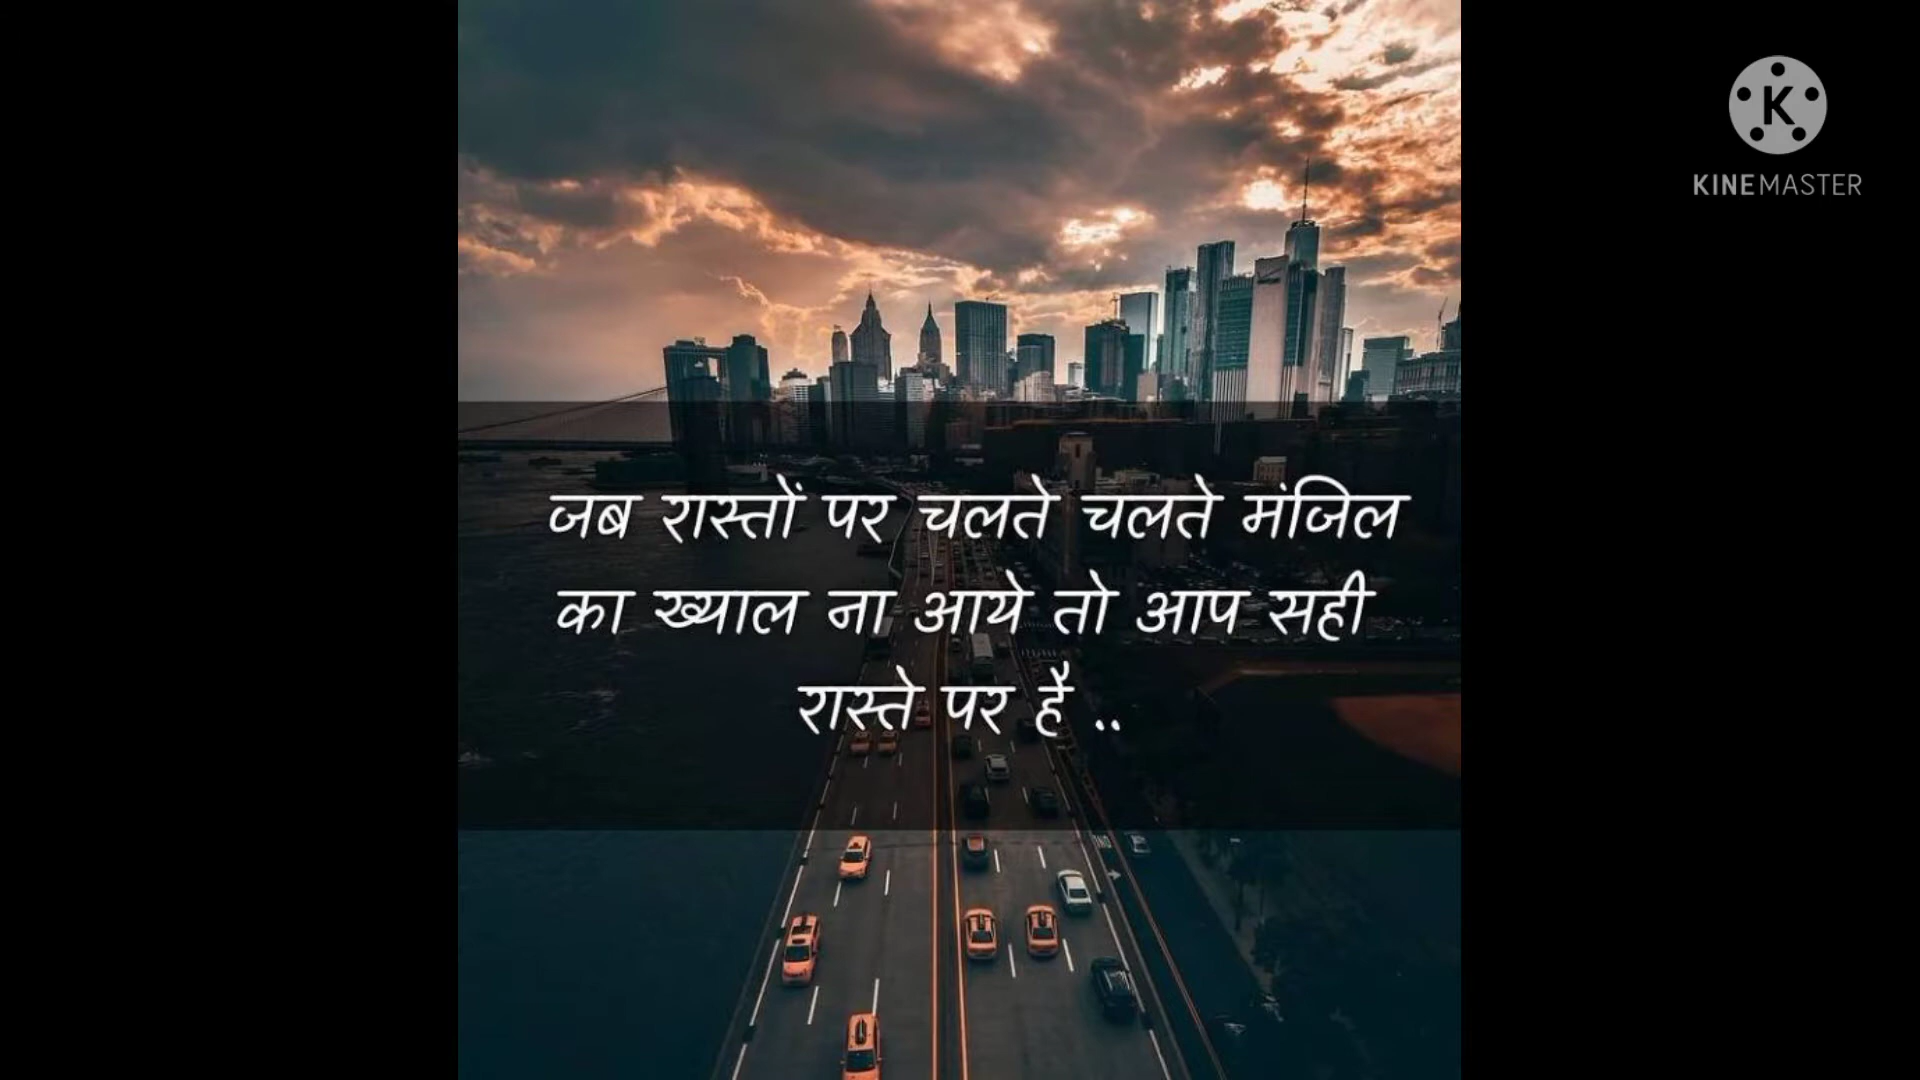 जब रास्तों पर चलते चलते मंजिल
का ख्याल ना आये तो आप सही
रास्ते पर है ..
K
KINEMASTER